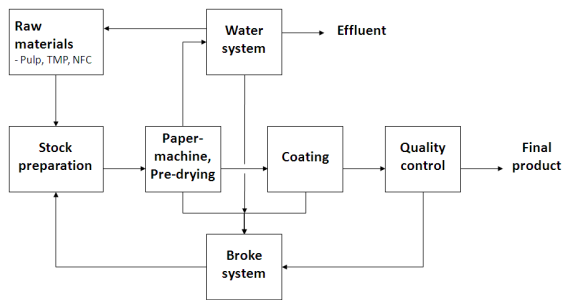 Raw
materials
- Pulp, TMP, NFC
Water
system
Effluent
Stock
preparation
Paper-
machine,
Pre-drying
Coating
Quality
control
Final
product
Broke
system